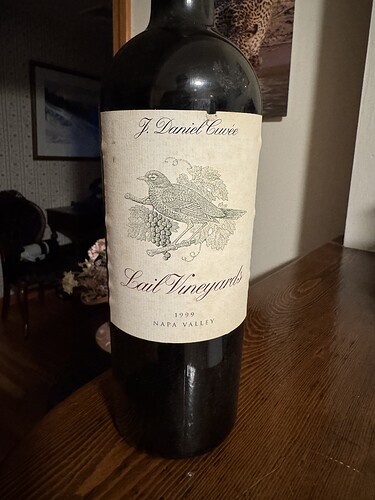 J. Daniel Cuvée
Lail Vineyards
1999
NAPA VALLEY